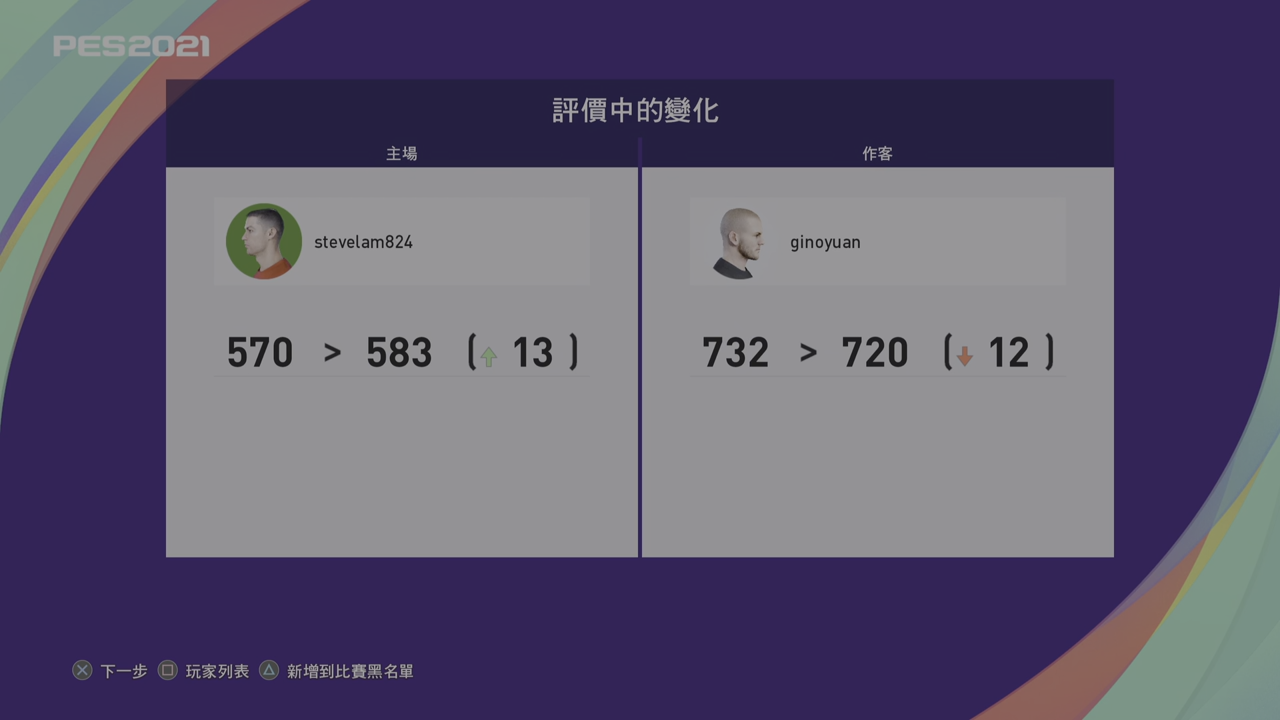 PES2021
評價中的變化
主場
作客
stevelam824
ginoyuan
570 > 583 (↑ 13 )
732 > 720 (↓ 12 )
下一步 玩家列表 新增到比賽黑名單